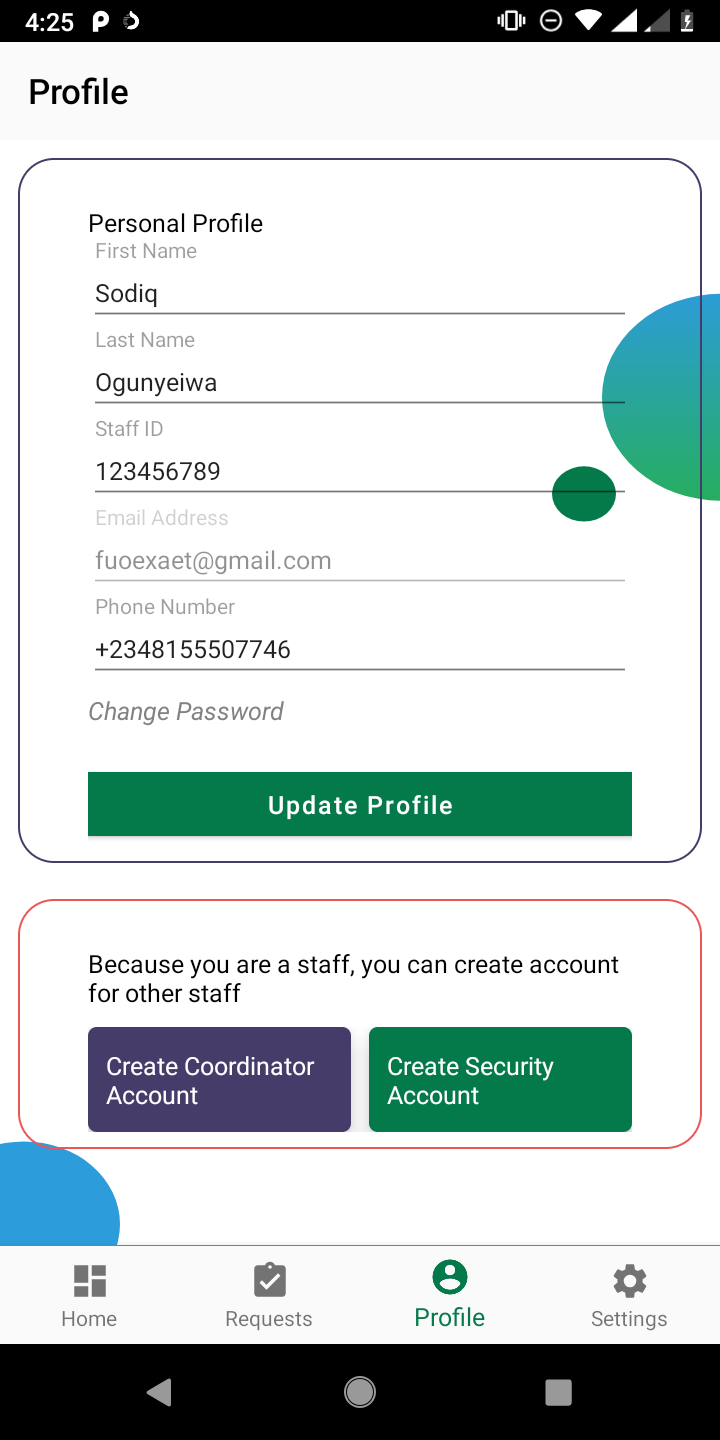 4:25
Profile
Personal Profile
First Name
Sodiq
Last Name
Ogunyeiwa
Staff ID
123456789
Email Address
fuoexaet@gmail.com
Phone Number
+2348155507746
Change Password
Update Profile
Because you are a staff, you can create account
for other staff
Create Coordinator
Account
Create Security
Account
Home
Requests
Profile
Settings